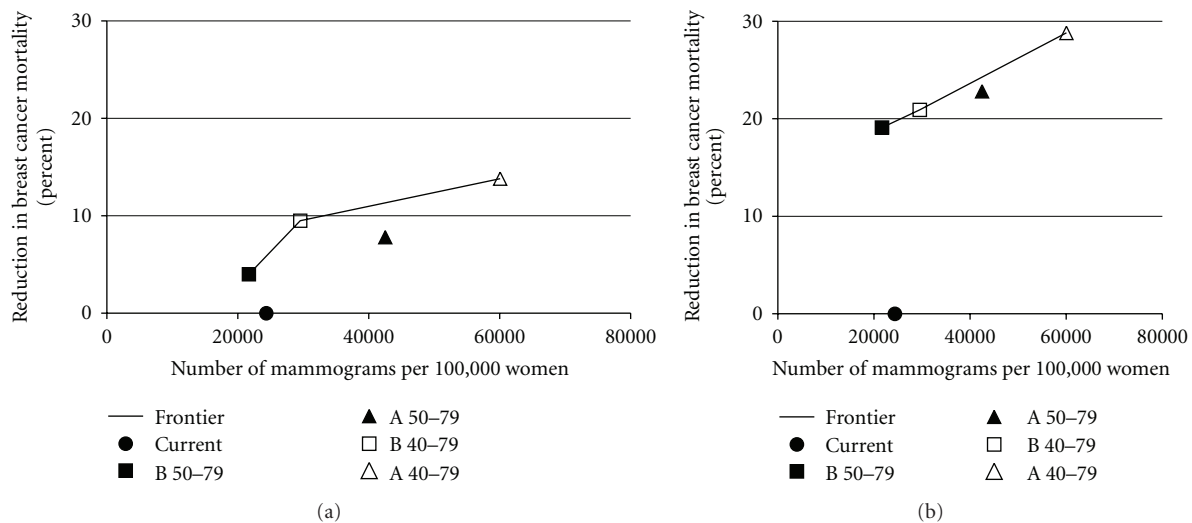 Reduction in breast cancer mortality
(percent)
30
20
10
0
0
20000
40000
60000
80000
Number of mammograms per 100,000 women
Frontier
Current
B 50–79
A 50–79
B 40–79
A 40–79
(a)
Reduction in breast cancer mortality
(percent)
30
20
10
0
0
20000
40000
60000
80000
Number of mammograms per 100,000 women
Frontier
Current
B 50–79
A 50–79
B 40–79
A 40–79
(b)